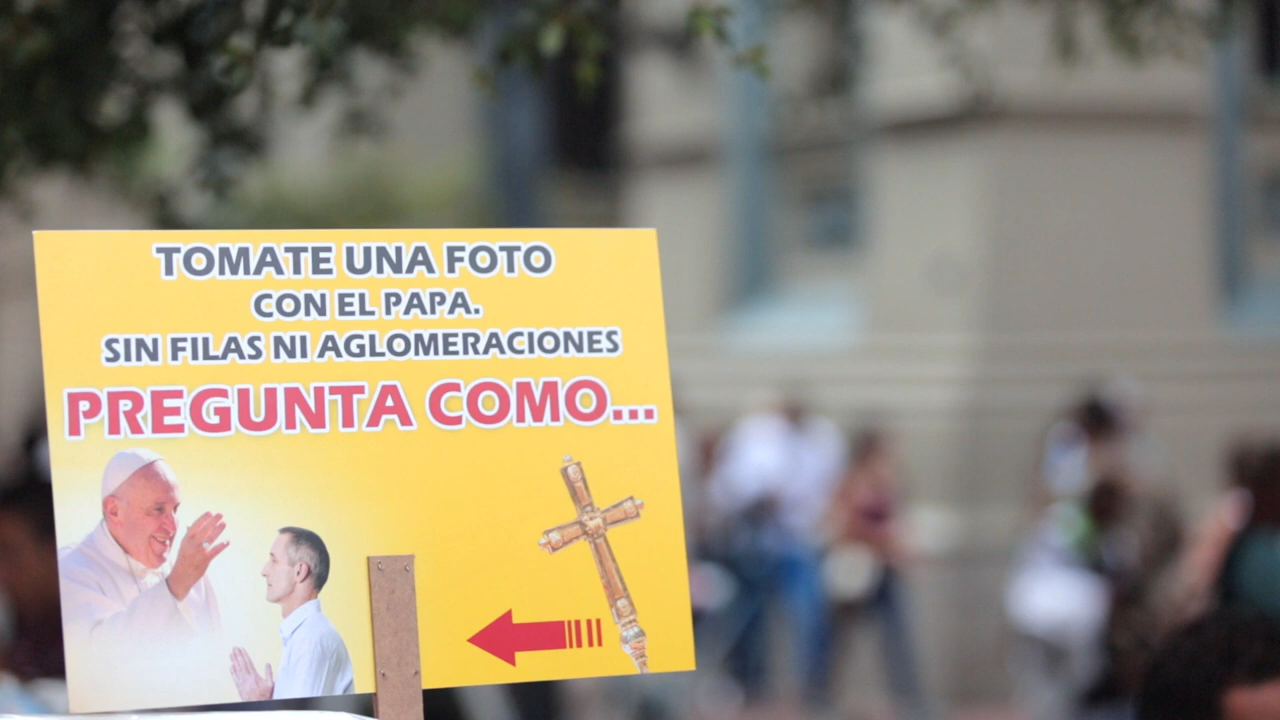 TOMATE UNA FOTO
CON EL PAPA.
SIN FILAS NI AGLOMERACIONES
PREGUNTA COMO...